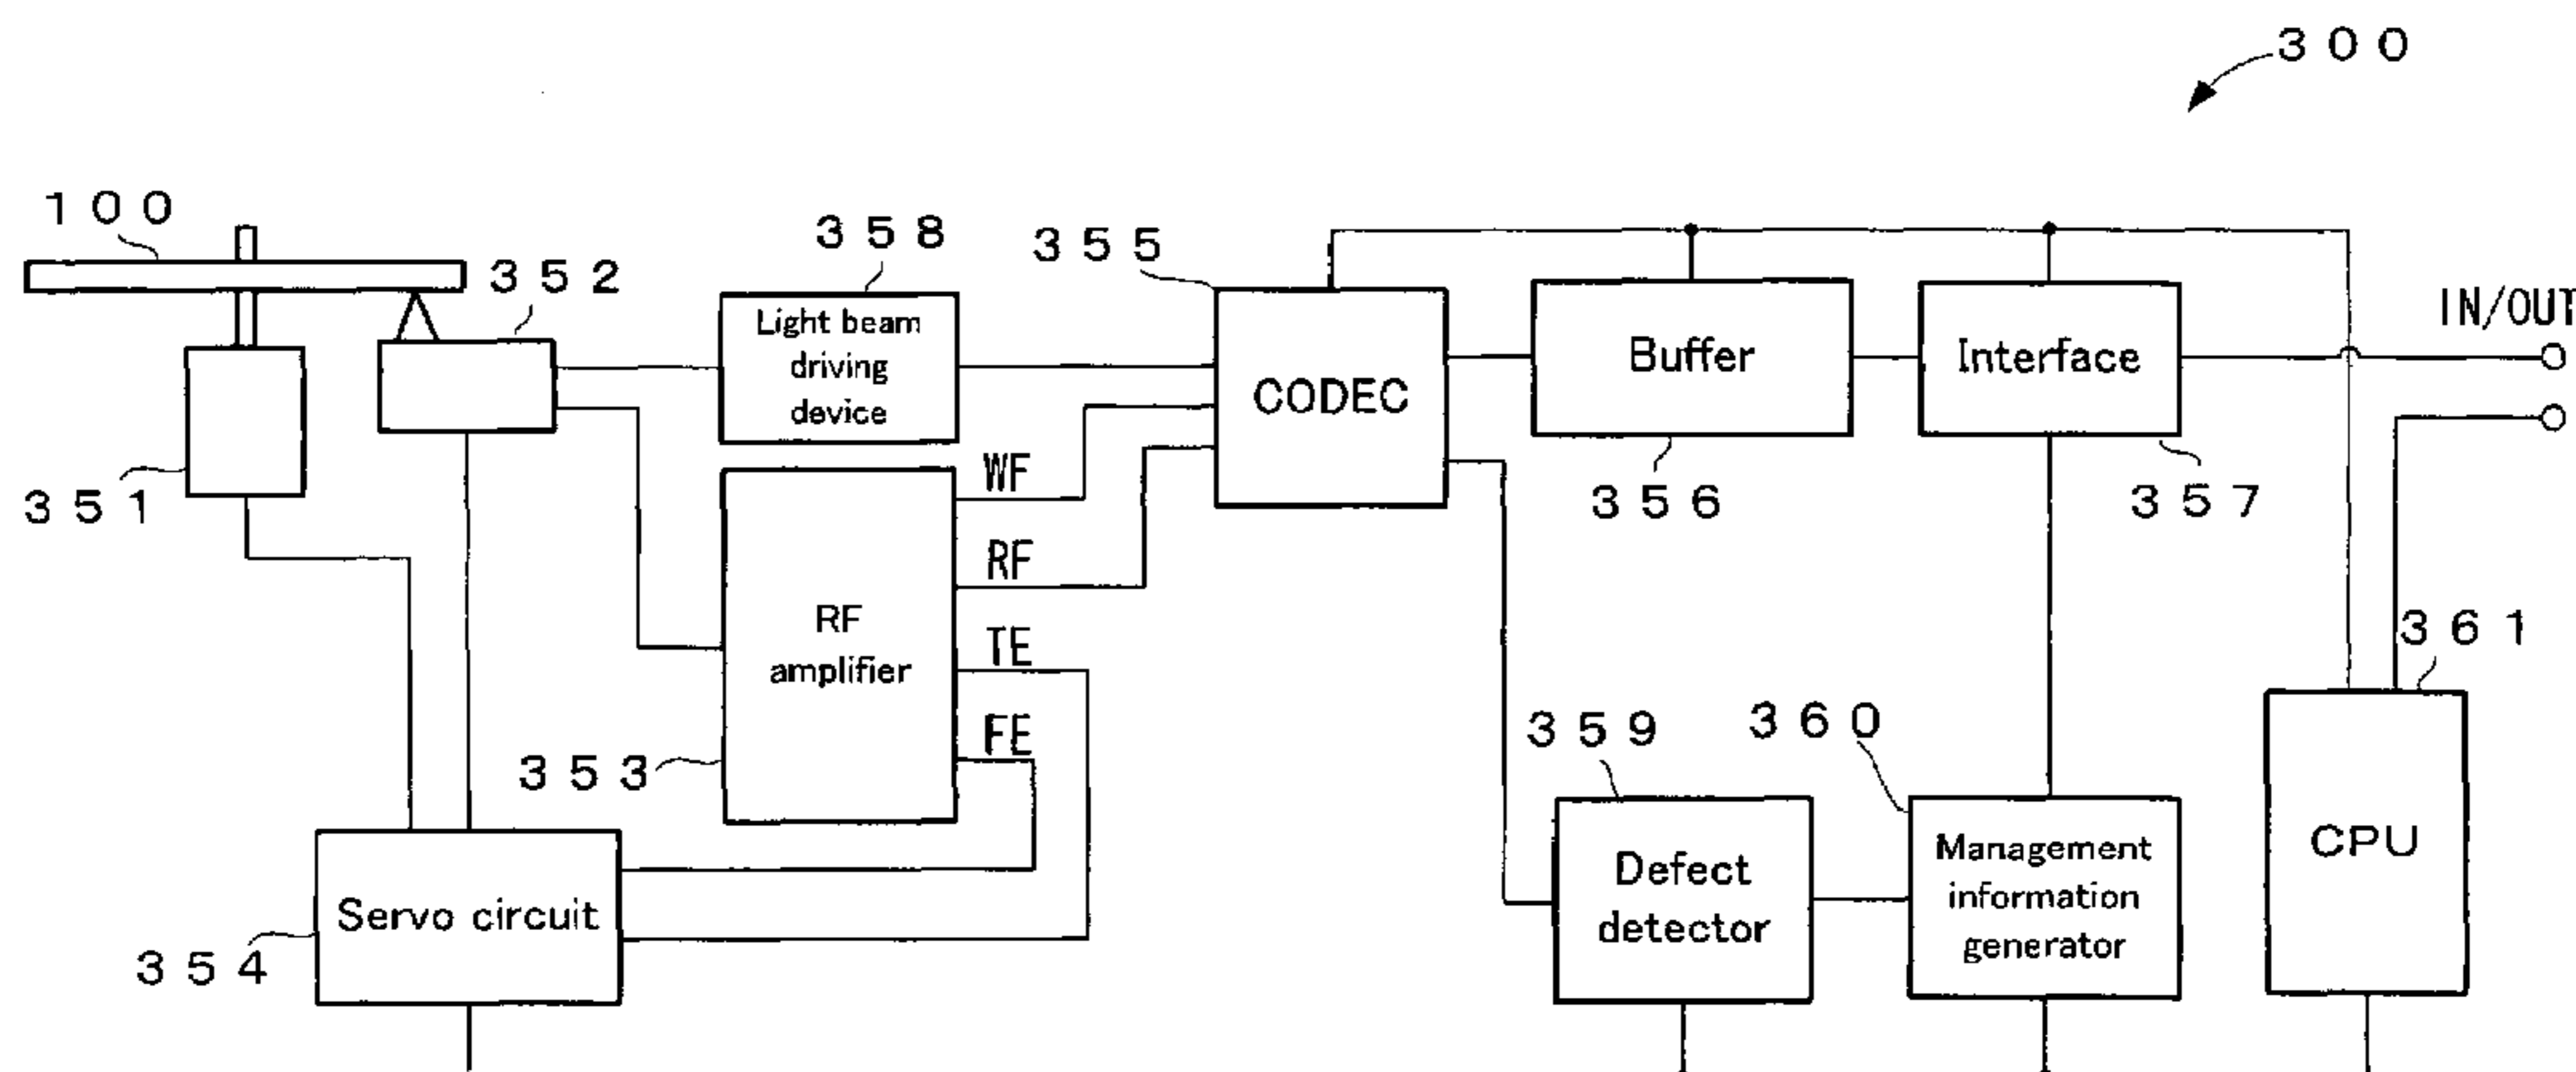 300
100
358
355
352
Light beam
driving
device
IN/OUT
Buffer
Interface
CODEC
351
WF
356
357
RF
RF
amplifier
TE
361
FE
359
360
353
Servo circuit
354
Defect
detector
Management
information
generator
CPU